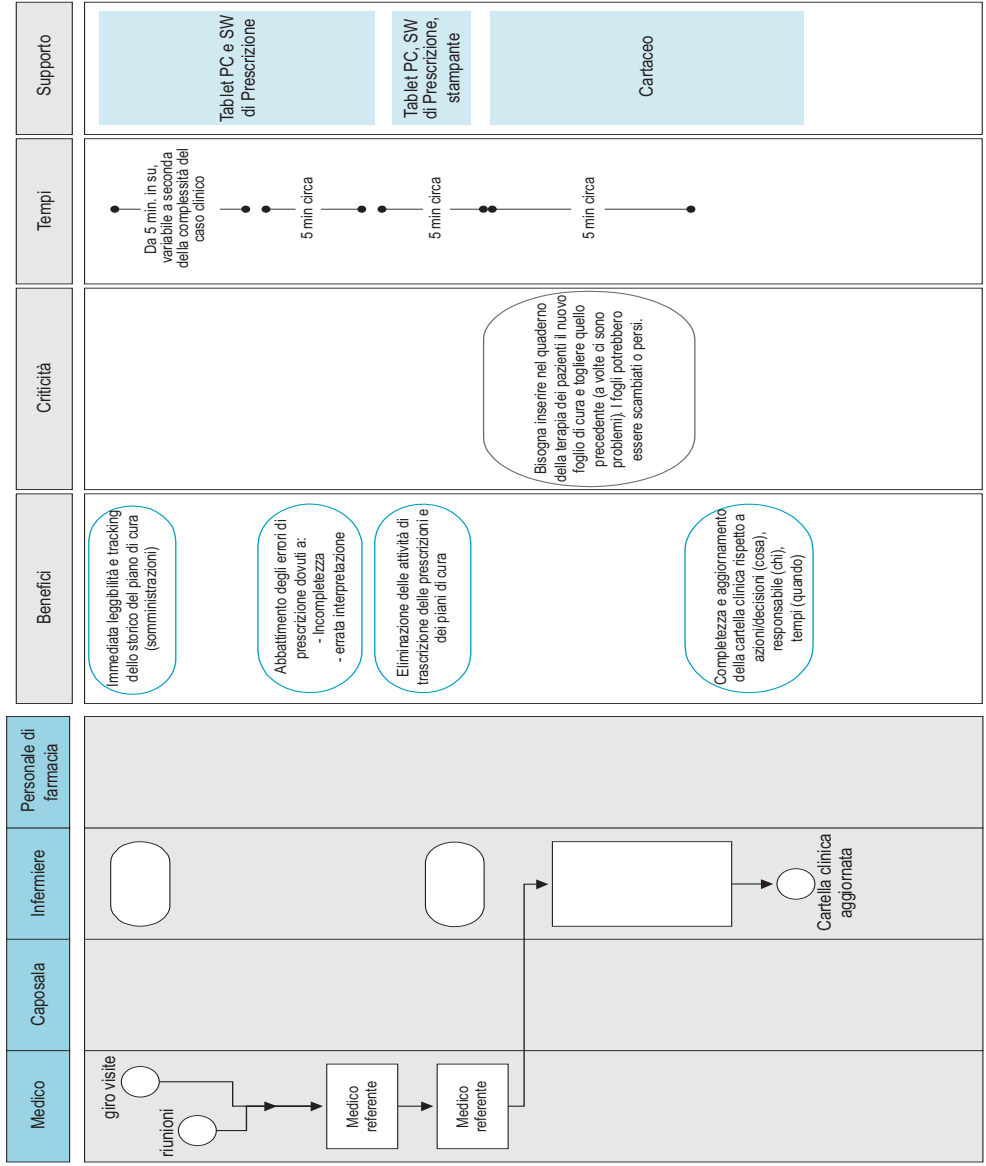 Medico
Caposala
Infermiere
Personale di
farmacia
Benefici
Criticità
Tempi
Supporto
giro visite
riunioni
Medico
referente
Medico
referente
Cartella clinica
aggiornata
Immediata leggibilità e tracking
dello storico del piano di cura
(somministrazioni)
Abbattimento degli errori di
prescrizione dovuti a:
- Incompletezza
- errata interpretazione
Eliminazione delle attività di
trascrizione delle prescrizioni e
dei piani di cura
Completezza e aggiornamento
della cartella clinica rispetto a
azioni/decisioni (cosa),
responsabile (chi),
tempi (quando)
Bisogna inserire nel quaderno
della terapia dei pazienti il nuovo
foglio di cura e togliere quello
precedente (a volte ci sono
problemi). I fogli potrebbero
essere scambiati o persi.
Da 5 min. in su,
variabile a seconda
della complessità del
caso clinico
5 min circa
5 min circa
5 min circa
Tablet PC e SW
di Prescrizione
Tablet PC, SW
di Prescrizione,
stampante
Cartaceo